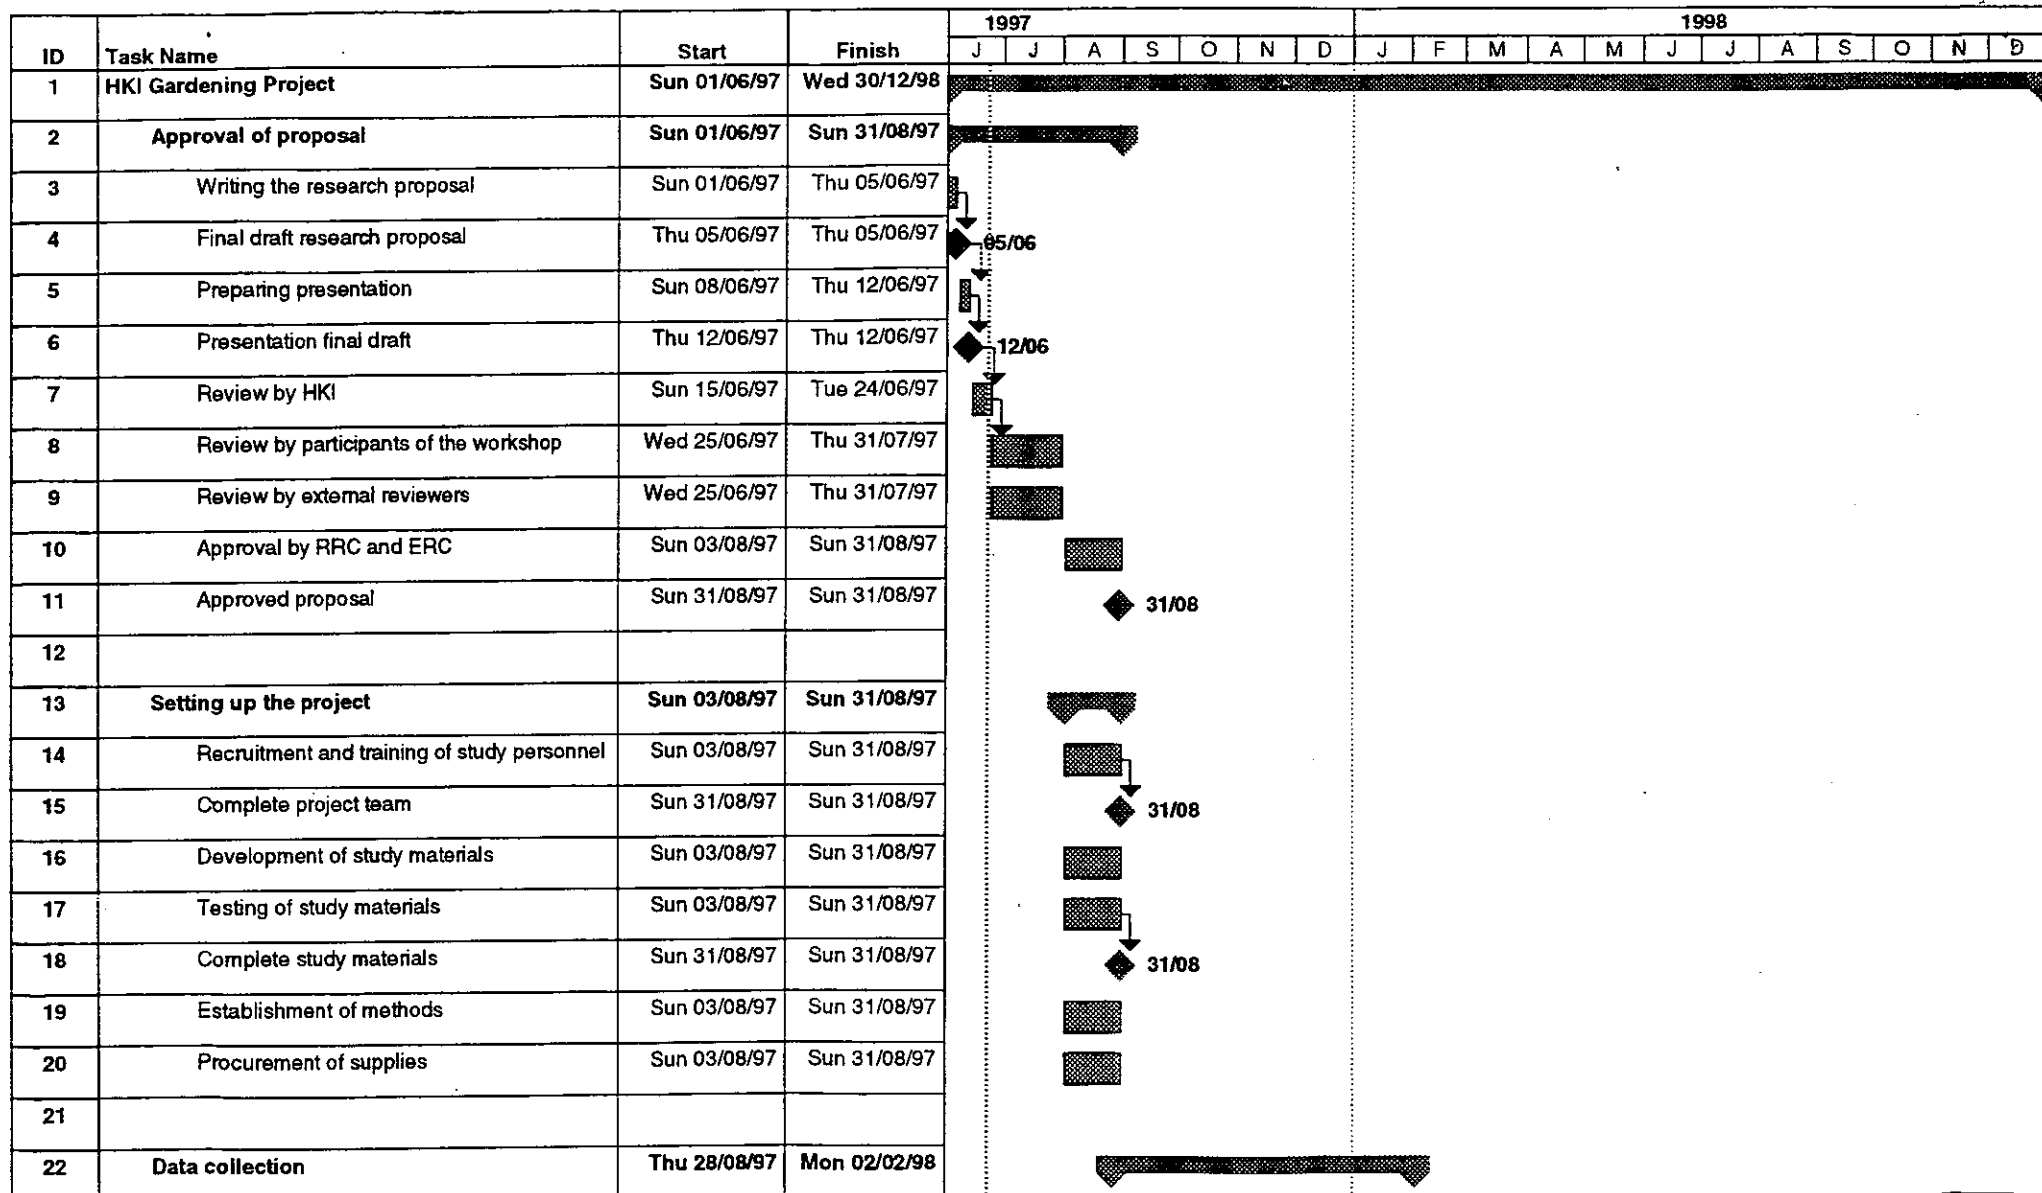 1997 1998
ID Task Name Start Finish J J A S O N D J F M A M J J A S O N D
1 HKI Gardening Project Sun 01/06/97 Wed 30/12/98
2 Approval of proposal Sun 01/06/97 Sun 31/08/97
3 Writing the research proposal Sun 01/06/97 Thu 05/06/97
4 Final draft research proposal Thu 05/06/97 Thu 05/06/97 05/06
5 Preparing presentation Sun 08/06/97 Thu 12/06/97
6 Presentation final draft Thu 12/06/97 Thu 12/06/97 12/06
7 Review by HKI Sun 15/06/97 Tue 24/06/97
8 Review by participants of the workshop Wed 25/06/97 Thu 31/07/97
9 Review by external reviewers Wed 25/06/97 Thu 31/07/97
10 Approval by RRC and ERC Sun 03/08/97 Sun 31/08/97
11 Approved proposal Sun 31/08/97 Sun 31/08/97 31/08
12
13 Setting up the project Sun 03/08/97 Sun 31/08/97
14 Recruitment and training of study personnel Sun 03/08/97 Sun 31/08/97
15 Complete project team Sun 31/08/97 Sun 31/08/97 31/08
16 Development of study materials Sun 03/08/97 Sun 31/08/97
17 Testing of study materials Sun 03/08/97 Sun 31/08/97
18 Complete study materials Sun 31/08/97 Sun 31/08/97 31/08
19 Establishment of methods Sun 03/08/97 Sun 31/08/97
20 Procurement of supplies Sun 03/08/97 Sun 31/08/97
21
22 Data collection Thu 28/08/97 Mon 02/02/98